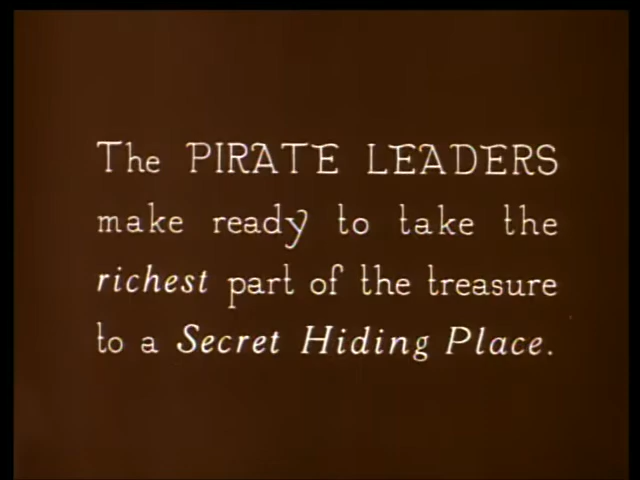 The PIRATE LEADERS
make ready to take the
richest part of the treasure
to a Secret Hiding Place.